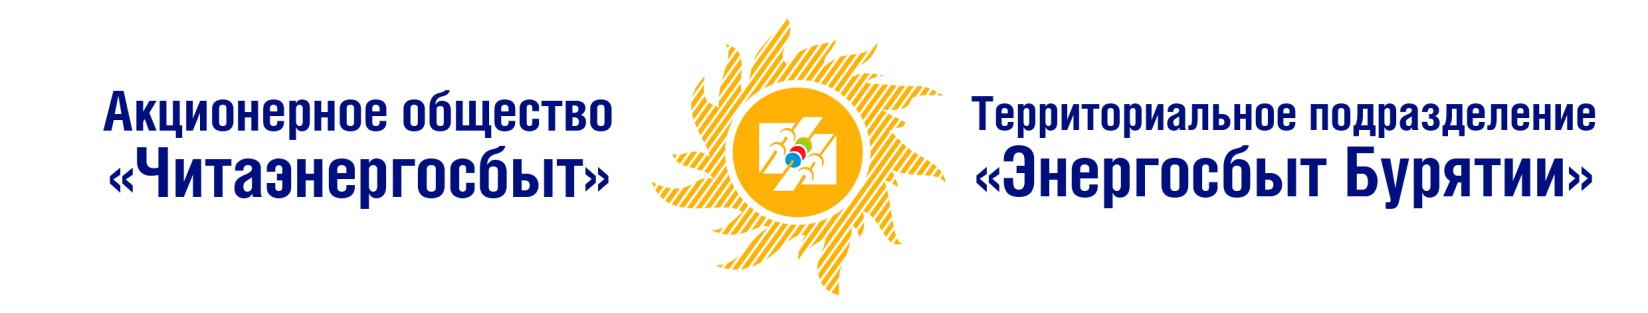 Акционерное общество
«Читаэнергосбыт»
Территориальное подразделение
«Энергосбыт Бурятии»